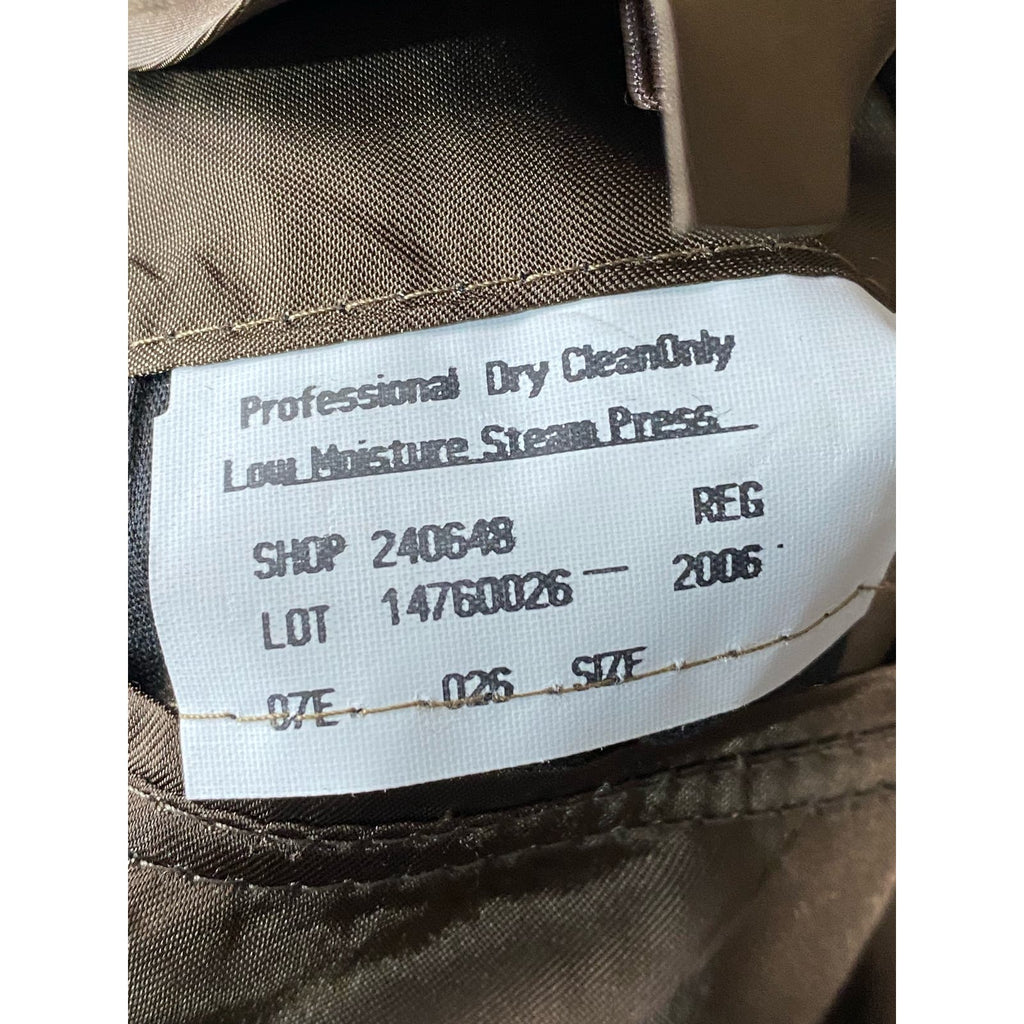 Professional Dry CleanOnly
Low Moisture Steam Press
SHOP 240648 REG
LOT 14760026 — 2006
07E 026 SIZE